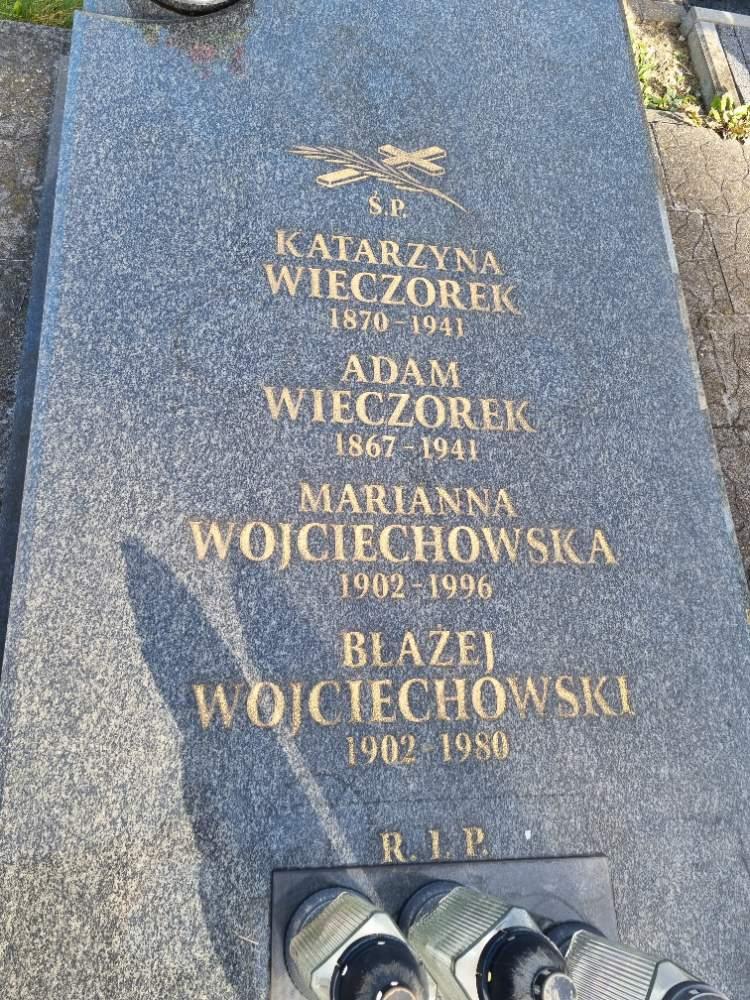 Ś.P.
KATARZYNA
WIECZOREK
1870-1941
ADAM
WIECZOREK
1867-1941
MARIANNA
WOJCIECHOWSKA
1902-1996
BŁAŻEJ
WOJCIECHOWSKI
1902-1980
R. I. P.